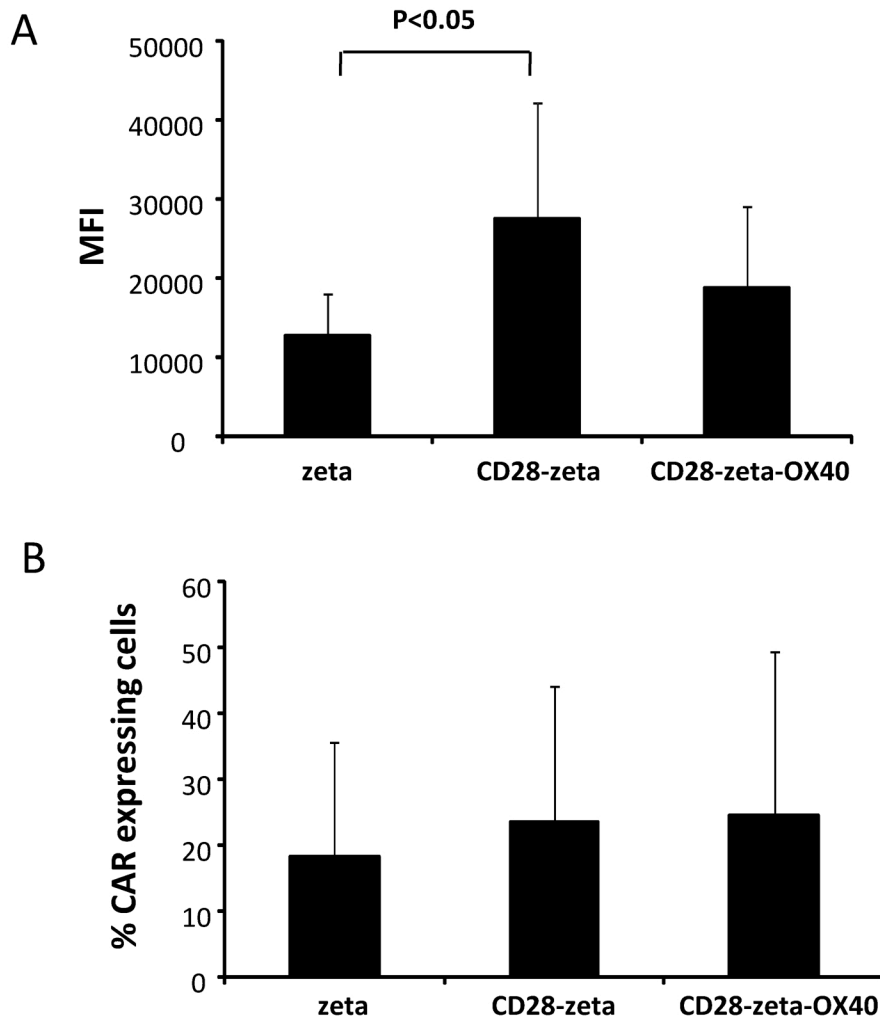 A
P<0.05
MFI
50000
40000
30000
20000
10000
0
zeta CD28-zeta CD28-zeta-OX40
B
% CAR expressing cells
60
50
40
30
20
10
0
zeta CD28-zeta CD28-zeta-OX40